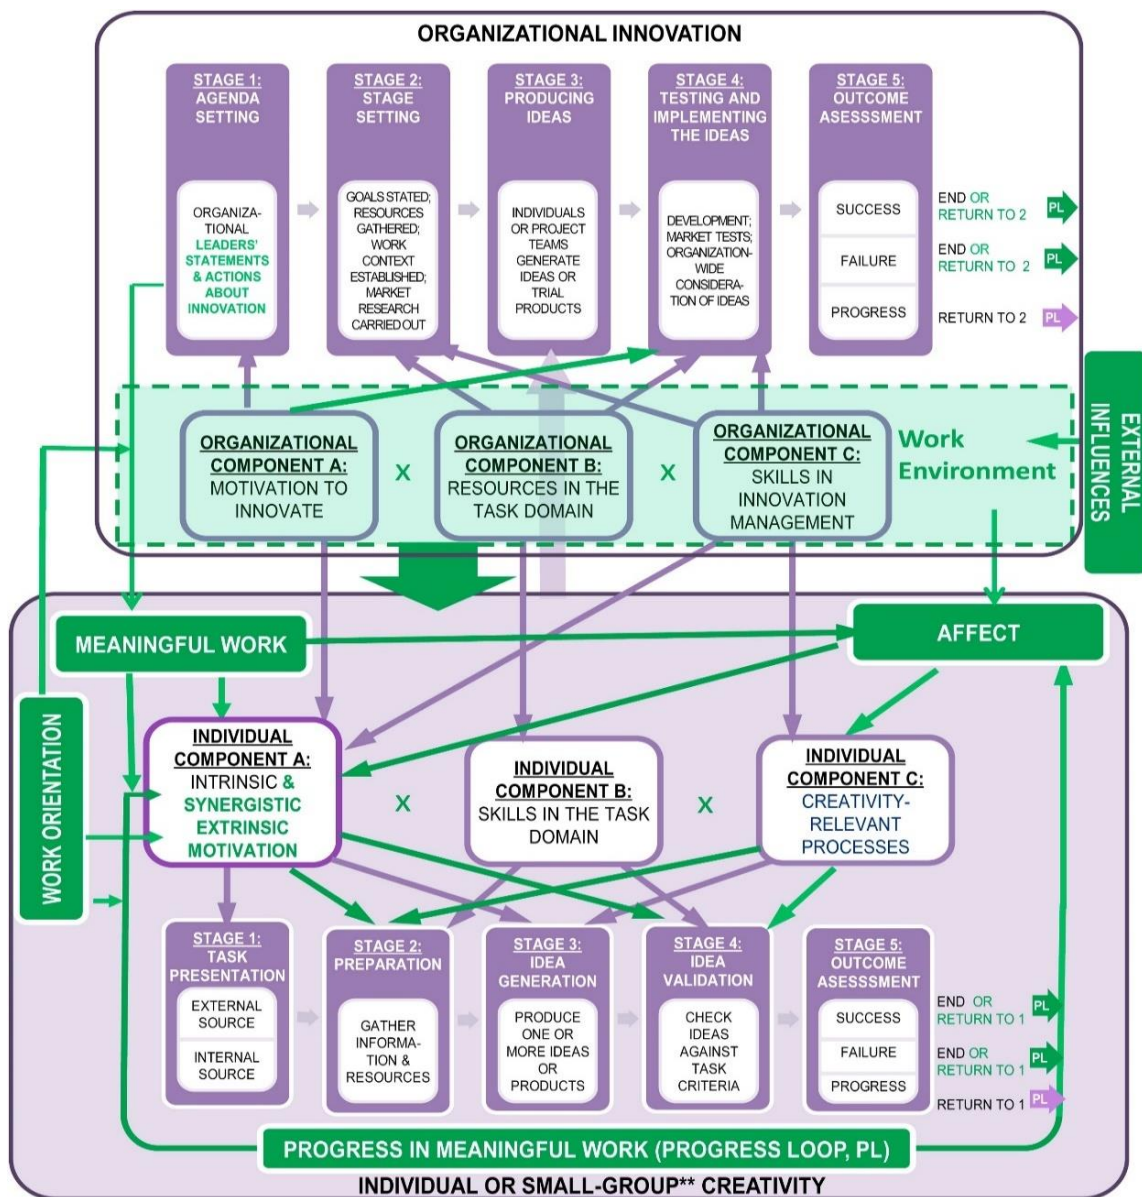 ORGANIZATIONAL INNOVATION
STAGE 1:
AGENDA
SETTING
ORGANIZA-
TIONAL
LEADERS'
STATEMENTS
& ACTIONS
ABOUT
INNOVATION
STAGE 2:
STAGE
SETTING
GOALS STATED;
RESOURCES
GATHERED;
WORK
CONTEXT
ESTABLISHED;
MARKET
RESEARCH
CARRIED OUT
STAGE 3:
PRODUCING
IDEAS
INDIVIDUALS
OR PROJECT
TEAMS
GENERATE
IDEAS OR
TRIAL
PRODUCTS
STAGE 4:
TESTING AND
IMPLEMENTING
THE IDEAS
DEVELOPMENT;
MARKET TESTS;
ORGANIZATION-
WIDE
CONSIDERATION
OF IDEAS
STAGE 5:
OUTCOME
ASESSSMENT
SUCCESS
FAILURE
PROGRESS
END OR
RETURN TO 2
PL
END OR
RETURN TO 2
PL
RETURN TO 2
PL
EXTERNAL
INFLUENCES
ORGANIZATIONAL
COMPONENT A:
MOTIVATION TO
INNOVATE
X
ORGANIZATIONAL
COMPONENT B:
RESOURCES IN THE
TASK DOMAIN
X
ORGANIZATIONAL
COMPONENT C:
SKILLS IN
INNOVATION
MANAGEMENT
Work
Environment
MEANINGFUL WORK
AFFECT
WORK ORIENTATION
INDIVIDUAL
COMPONENT A:
INTRINSIC &
SYNERGISTIC
EXTRINSIC
MOTIVATION
X
INDIVIDUAL
COMPONENT B:
SKILLS IN THE TASK
DOMAIN
X
INDIVIDUAL
COMPONENT C:
CREATIVITY-
RELEVANT
PROCESSES
STAGE 1:
TASK
PRESENTATION
EXTERNAL
SOURCE
INTERNAL
SOURCE
STAGE 2:
PREPARATION
GATHER
INFORMA-
TION &
RESOURCES
STAGE 3:
IDEA
GENERATION
PRODUCE
ONE OR
MORE IDEAS
OR
PRODUCTS
STAGE 4:
IDEA
VALIDATION
CHECK
IDEAS
AGAINST
TASK
CRITERIA
STAGE 5:
OUTCOME
ASESSSMENT
SUCCESS
FAILURE
PROGRESS
END OR
RETURN TO 1
PL
END OR
RETURN TO 1
PL
RETURN TO 1
PL
PROGRESS IN MEANINGFUL WORK (PROGRESS LOOP, PL)
INDIVIDUAL OR SMALL-GROUP** CREATIVITY